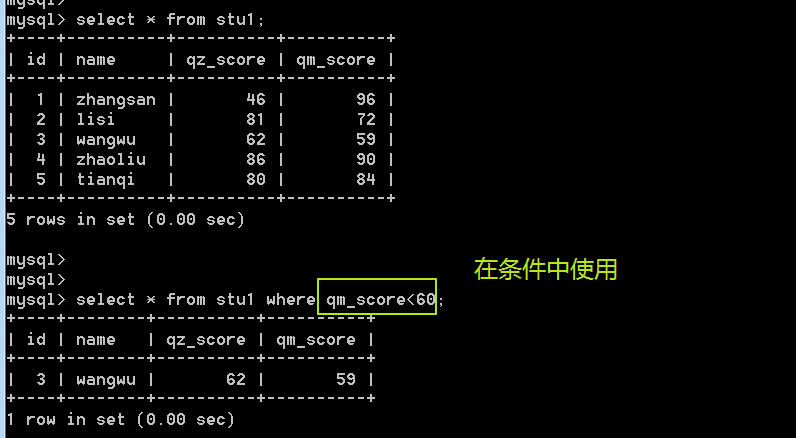 mysql>
mysql> select * from stu1;
+----+----------+----------+----------+
| id | name     | qz_score | qm_score |
+----+----------+----------+----------+
|  1 | zhangsan |       46 |       96 |
|  2 | lisi     |       81 |       72 |
|  3 | wangwu   |       62 |       59 |
|  4 | zhaoliu  |       86 |       90 |
|  5 | tianqi   |       80 |       84 |
+----+----------+----------+----------+
5 rows in set (0.00 sec)
mysql>
mysql>
在条件中使用
mysql> select * from stu1 where qm_score<60;
+----+--------+----------+----------+
| id | name   | qz_score | qm_score |
+----+--------+----------+----------+
|  3 | wangwu |       62 |       59 |
+----+--------+----------+----------+
1 row in set (0.00 sec)